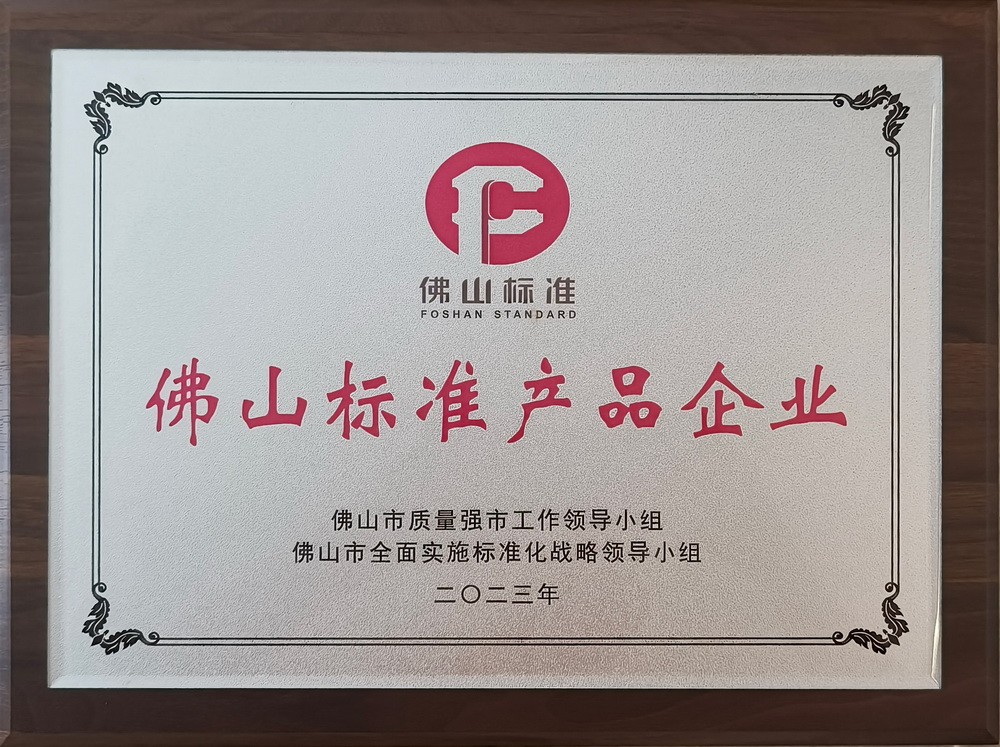 佛山标准
FOSHAN STANDARD
佛山标准产品企业
佛山市质量强市工作领导小组
佛山市全面实施标准化战略领导小组
二〇二三年